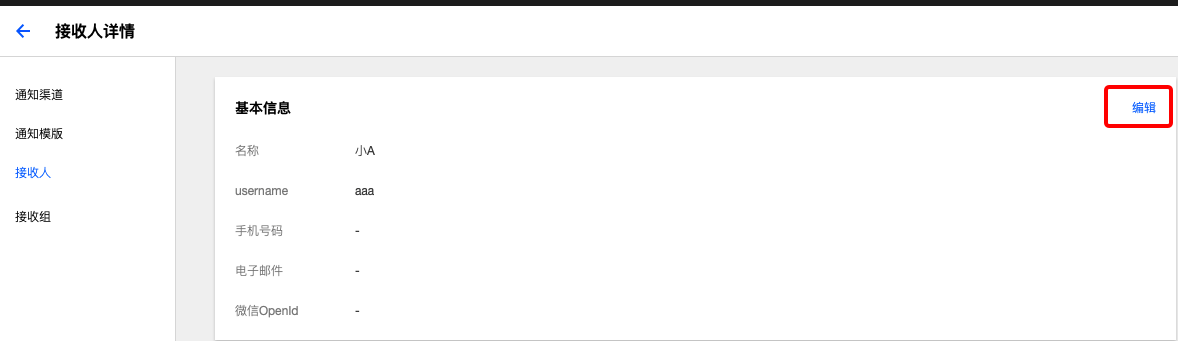 接收人详情
通知渠道
通知模版
接收人
接收组
基本信息 编辑
名称 小A
username aaa
手机号码 -
电子邮件 -
微信OpenId -